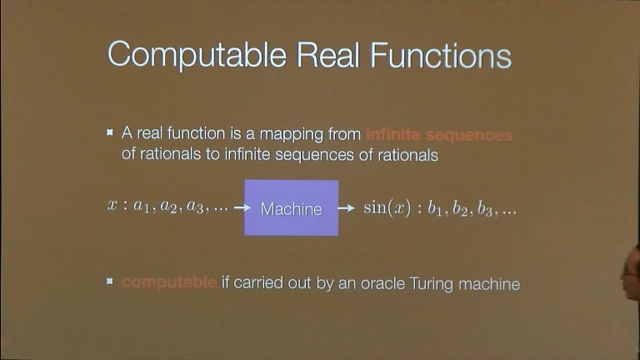 Computable Real Functions
A real function is a mapping from infinite sequences
of rationals to infinite sequences of rationals
x : a₁, a₂, a₃, ... → Machine → sin(x) : b₁, b₂, b₃, ...
computable if carried out by an oracle Turing machine